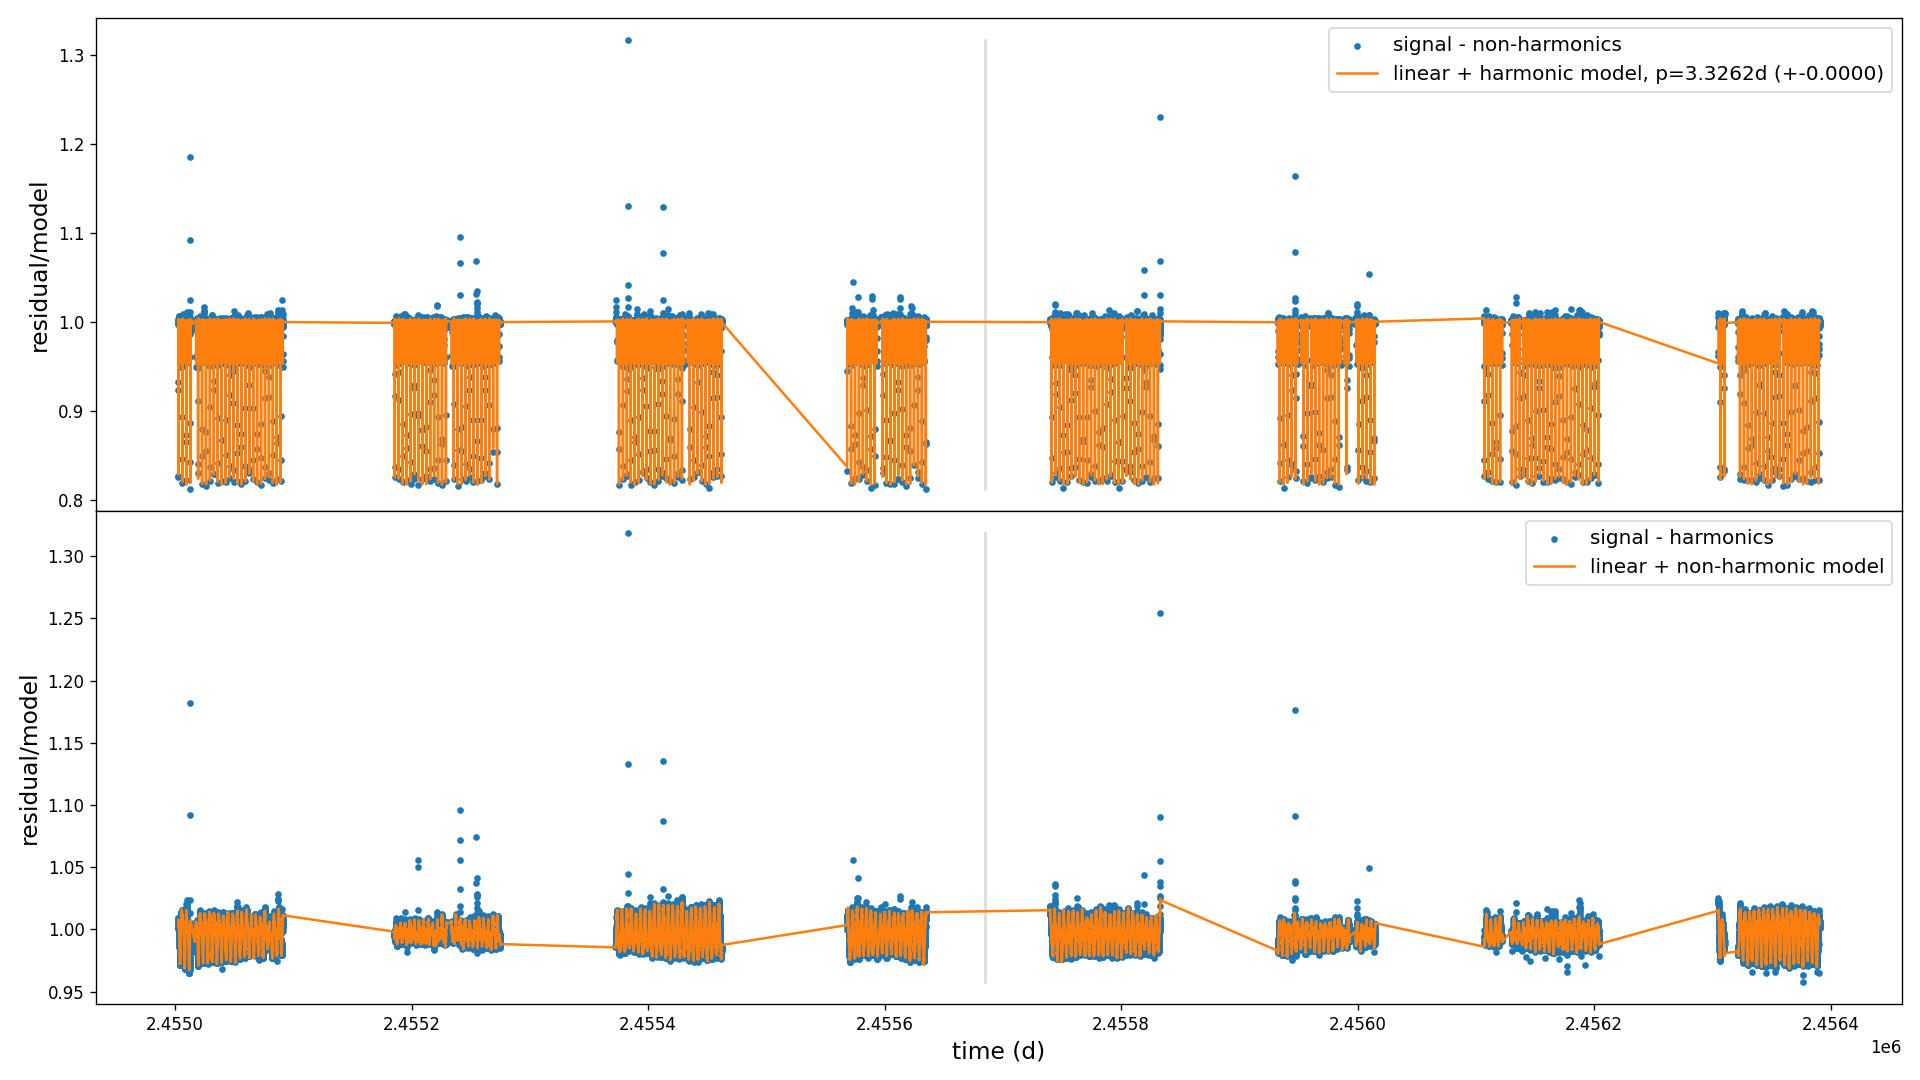 residual/model
1.3
1.2
1.1
1.0
0.9
0.8
signal - non-harmonics
linear + harmonic model, p=3.3262d (+-0.0000)
residual/model
1.30
1.25
1.20
1.15
1.10
1.05
1.00
0.95
signal - harmonics
linear + non-harmonic model
2.4550 2.4552 2.4554 2.4556 2.4558 2.4560 2.4562 2.4564
1e6
time (d)